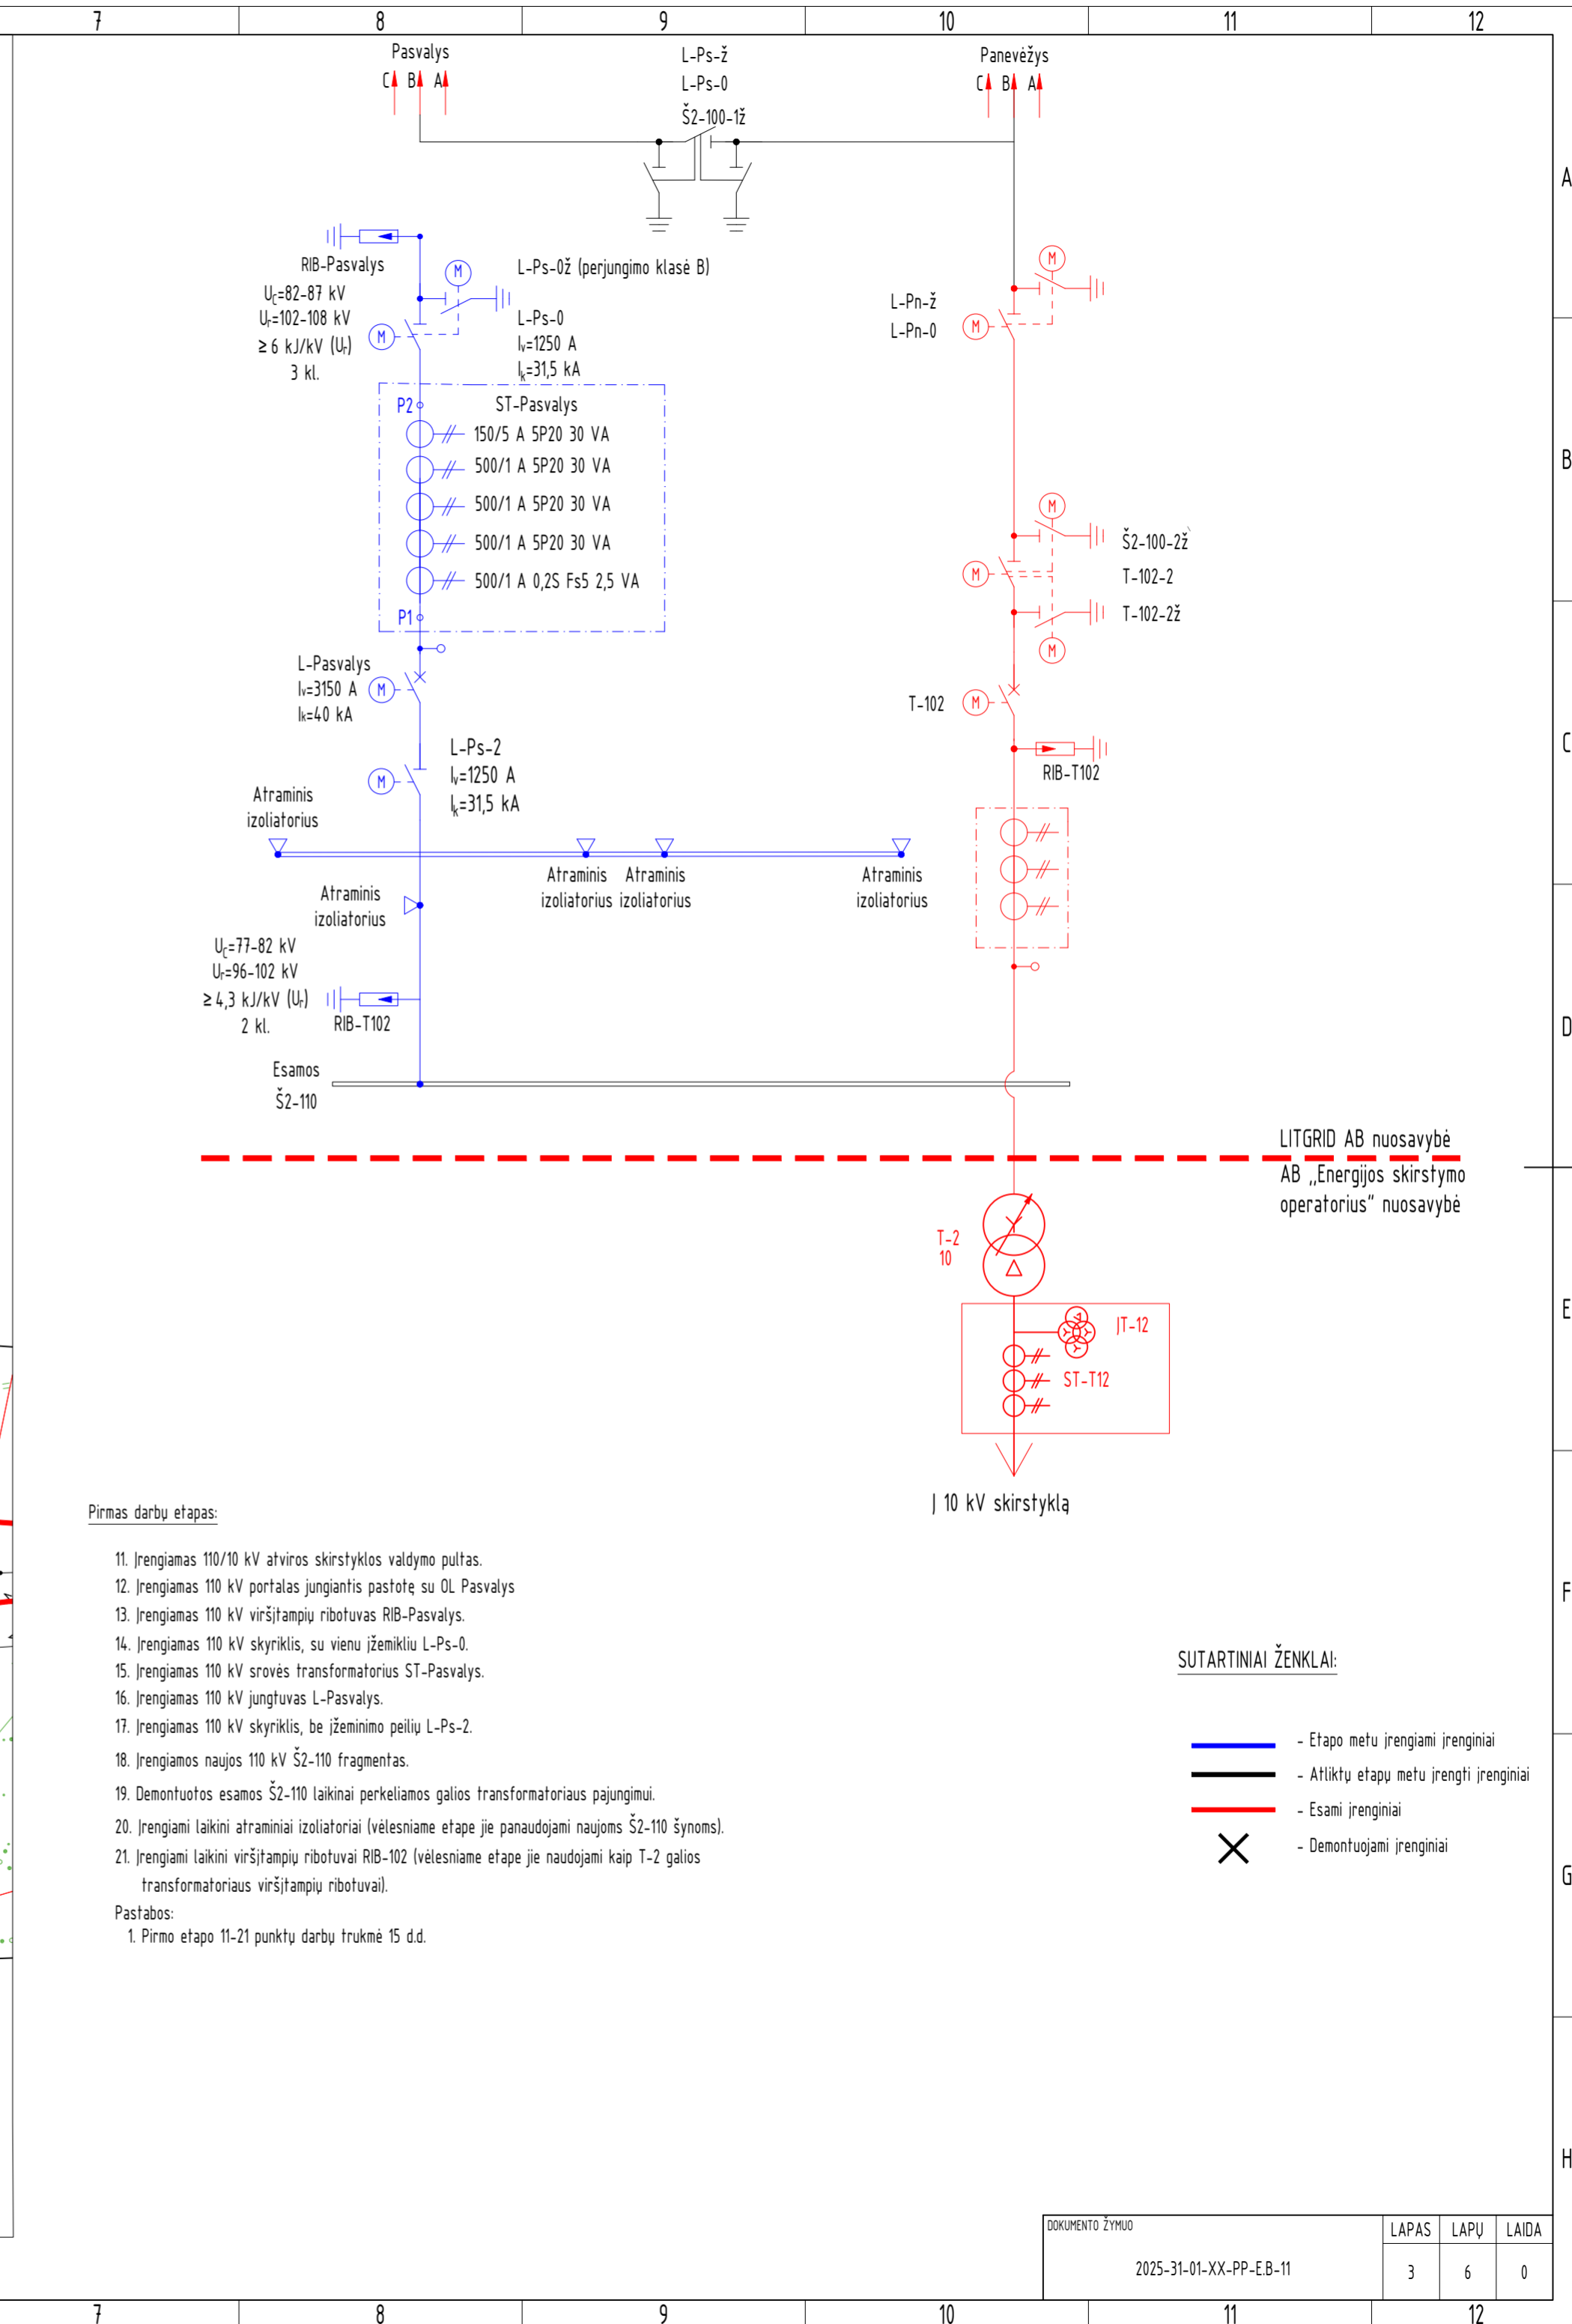 7 8 9 10 11 12
Pasvalys
C B A
L-Ps-ž
L-Ps-0
Š2-100-1ž
Panevėžys
C B A
A
RIB-Pasvalys
U_C=82-87 kV
U_r=102-108 kV
≥ 6 kJ/kV (U_r)
3 kl.
M
M
L-Ps-0ž (perjungimo klasė B)
L-Ps-0
I_v=1250 A
I_k=31,5 kA
M
L-Pn-ž
L-Pn-0
M
P2
ST-Pasvalys
150/5 A 5P20 30 VA
500/1 A 5P20 30 VA
500/1 A 5P20 30 VA
500/1 A 5P20 30 VA
500/1 A 0,2S Fs5 2,5 VA
P1
B
M
Š2-100-2ž
M
T-102-2
T-102-2ž
M
L-Pasvalys
I_v=3150 A
I_k=40 kA
M
T-102
M
RIB-T102
C
L-Ps-2
I_v=1250 A
I_k=31,5 kA
M
Atraminis
izoliatorius
Atraminis
izoliatorius
Atraminis
izoliatorius
Atraminis
izoliatorius
Atraminis
izoliatorius
U_C=77-82 kV
U_r=96-102 kV
≥ 4,3 kJ/kV (U_r)
2 kl.
RIB-T102
D
Esamos
Š2-110
LITGRID AB nuosavybė
AB „Energijos skirstymo
operatorius“ nuosavybė
T-2
10
E
ĮT-12
ST-T12
Į 10 kV skirstyklą
Pirmas darbų etapas:
11. Įrengiamas 110/10 kV atviros skirstyklos valdymo pultas.
12. Įrengiamas 110 kV portalas jungiantis pastotę su OL Pasvalys
13. Įrengiamas 110 kV viršįtampių ribotuvas RIB-Pasvalys.
14. Įrengiamas 110 kV skyriklis, su vienu įžemikliu L-Ps-0.
15. Įrengiamas 110 kV srovės transformatorius ST-Pasvalys.
16. Įrengiamas 110 kV jungtuvas L-Pasvalys.
17. Įrengiamas 110 kV skyriklis, be įžeminimo peilių L-Ps-2.
18. Įrengiamos naujos 110 kV Š2-110 fragmentas.
19. Demontuotos esamos Š2-110 laikinai perkeliamos galios transformatoriaus pajungimui.
20. Įrengiami laikini atraminiai izoliatoriai (vėlesniame etape jie panaudojami naujoms Š2-110 šynoms).
21. Įrengiami laikini viršįtampių ribotuvai RIB-102 (vėlesniame etape jie naudojami kaip T-2 galios
transformatoriaus viršįtampių ribotuvai).
Pastabos:
1. Pirmo etapo 11-21 punktų darbų trukmė 15 d.d.
F
SUTARTINIAI ŽENKLAI:
- Etapo metu įrengiami įrenginiai
- Atliktų etapų metu įrengti įrenginiai
- Esami įrenginiai
- Demontuojami įrenginiai
G
H
DOKUMENTO ŽYMUO
LAPAS LAPŲ LAIDA
2025-31-01-XX-PP-E.B-11
3 6 0
7 8 9 10 11 12